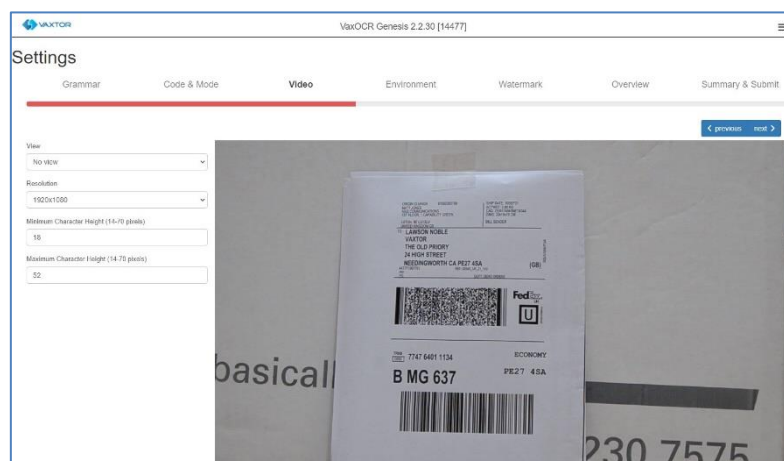 VAXTOR
VaxOCR Genesis 2.2.30 [14477]
Settings
Grammar Code & Mode Video Environment Watermark Overview Summary & Submit
previous next
View
No view
Resolution
1920x1080
Minimum Character Height (14-70 pixels)
18
Maximum Character Height (14-70 pixels)
52
LAWSON NOBLE
VAXTOR
THE OLD PRIORY
24 HIGH STREET
NEEDINGWORTH CA PE27 4SA
(GB)
FedEx
U
7747 6401 1134
ECONOMY
B MG 637
PE27 4SA
basicall
230 7575